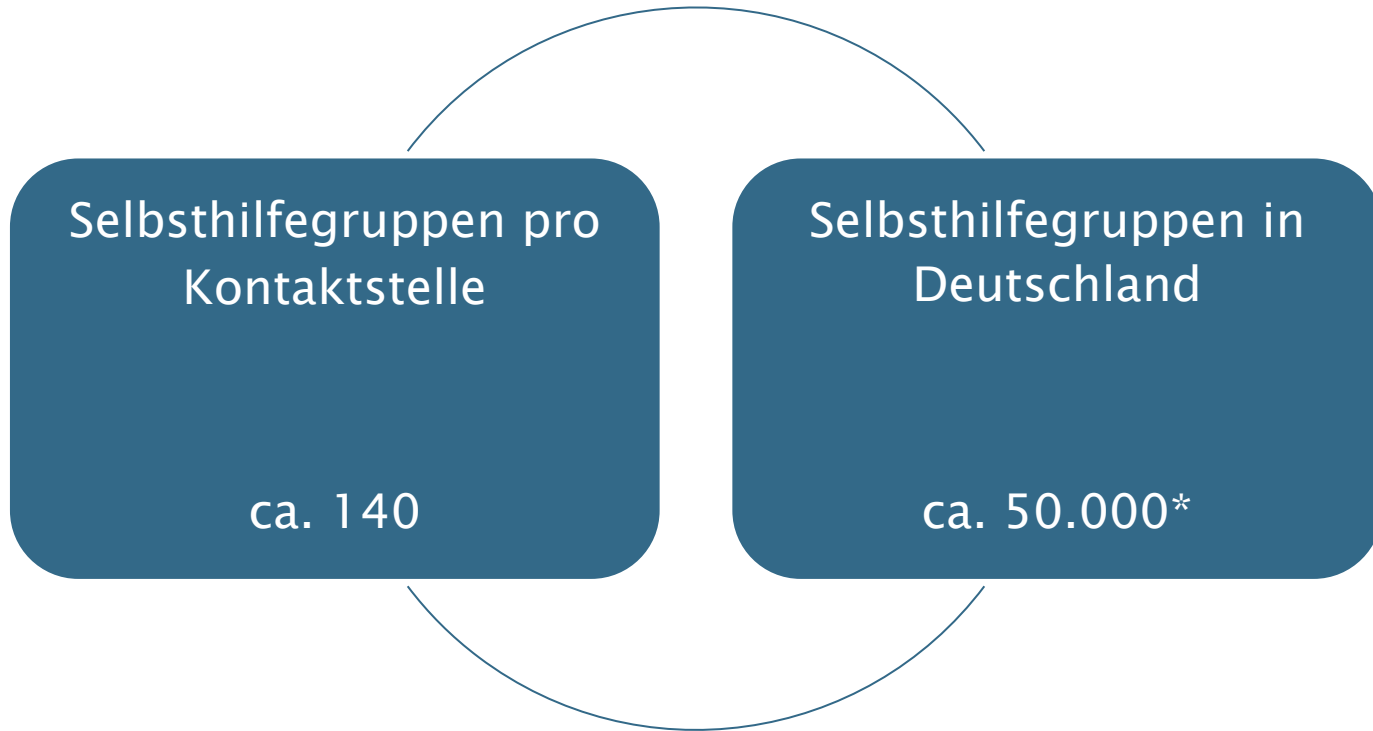 Selbsthilfegruppen pro
Kontaktstelle
ca. 140
Selbsthilfegruppen in
Deutschland
ca. 50.000*